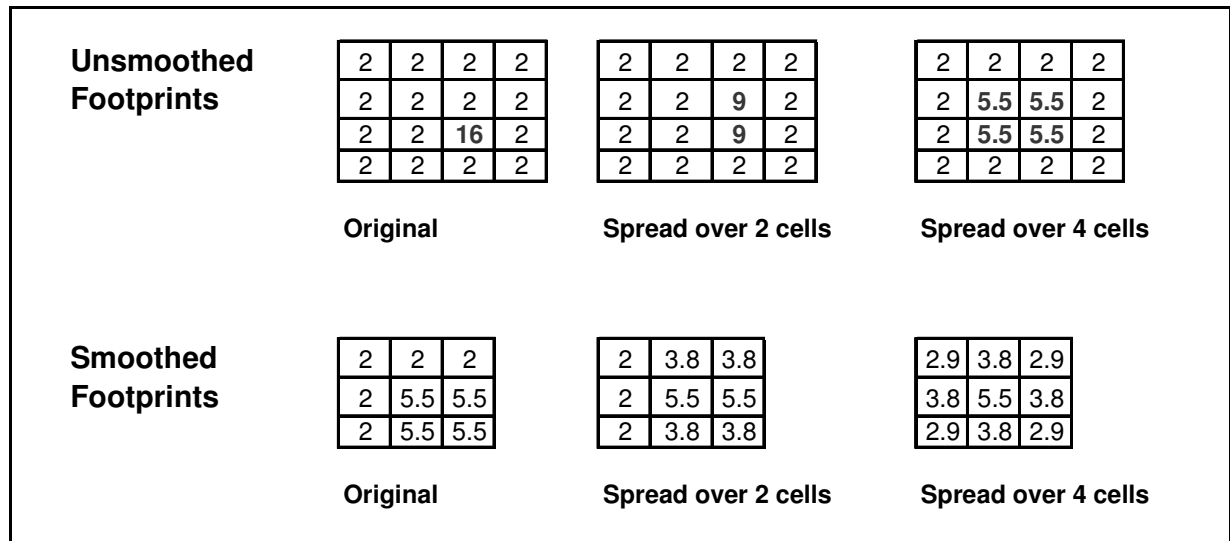 Unsmoothed
Footprints
2 2 2 2
2 2 2 2
2 2 16 2
2 2 2 2
Original
2 2 2 2
2 2 9 2
2 2 9 2
2 2 2 2
Spread over 2 cells
2 2 2 2
2 5.5 5.5 2
2 5.5 5.5 2
2 2 2 2
Spread over 4 cells
Smoothed
Footprints
2 2 2
2 5.5 5.5
2 5.5 5.5
Original
2 3.8 3.8
2 5.5 5.5
2 3.8 3.8
Spread over 2 cells
2.9 3.8 2.9
3.8 5.5 3.8
2.9 3.8 2.9
Spread over 4 cells